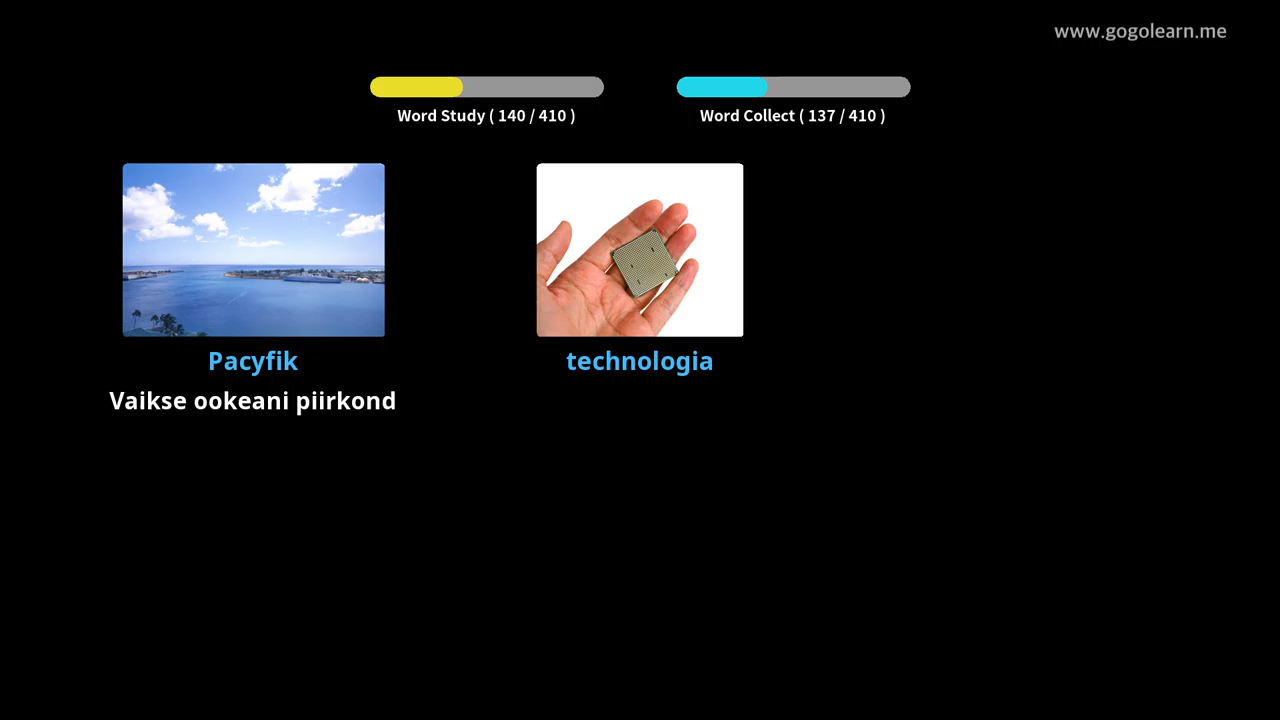 www.gogolearn.me
Word Study ( 140 / 410 )
Word Collect ( 137 / 410 )
Pacyfik
technologia
Vaikse ookeani piirkond